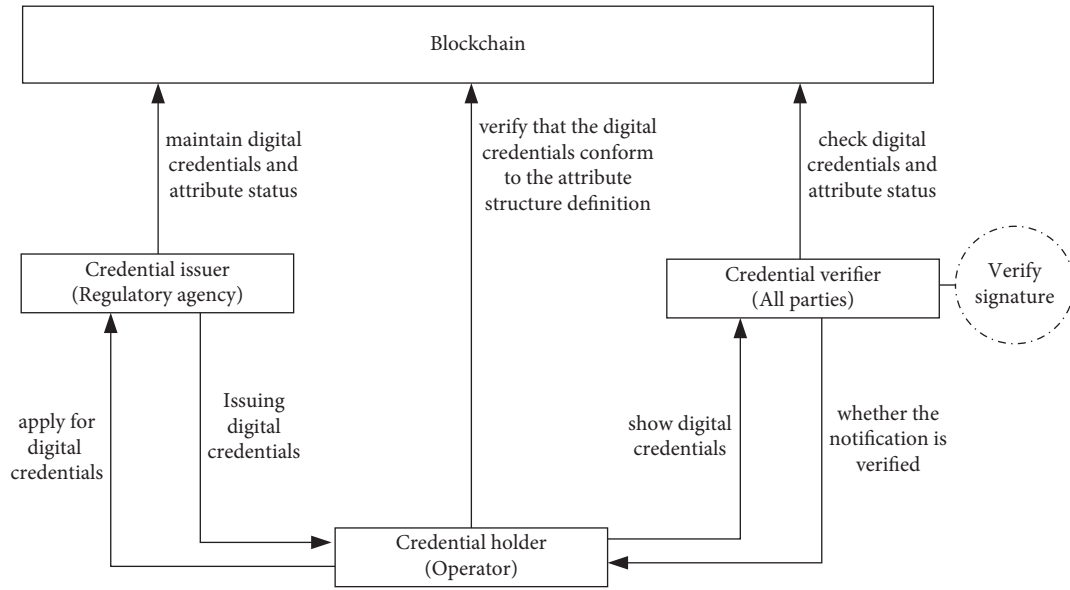 Blockchain
maintain digital
credentials and
attribute status
verify that the digital
credentials conform
to the attribute
structure definition
check digital
credentials and
attribute status
Credential issuer
(Regulatory agency)
Credential verifier
(All parties)
Verify
signature
apply for
digital
credentials
Issuing
digital
credentials
show digital
credentials
whether the
notification is
verified
Credential holder
(Operator)